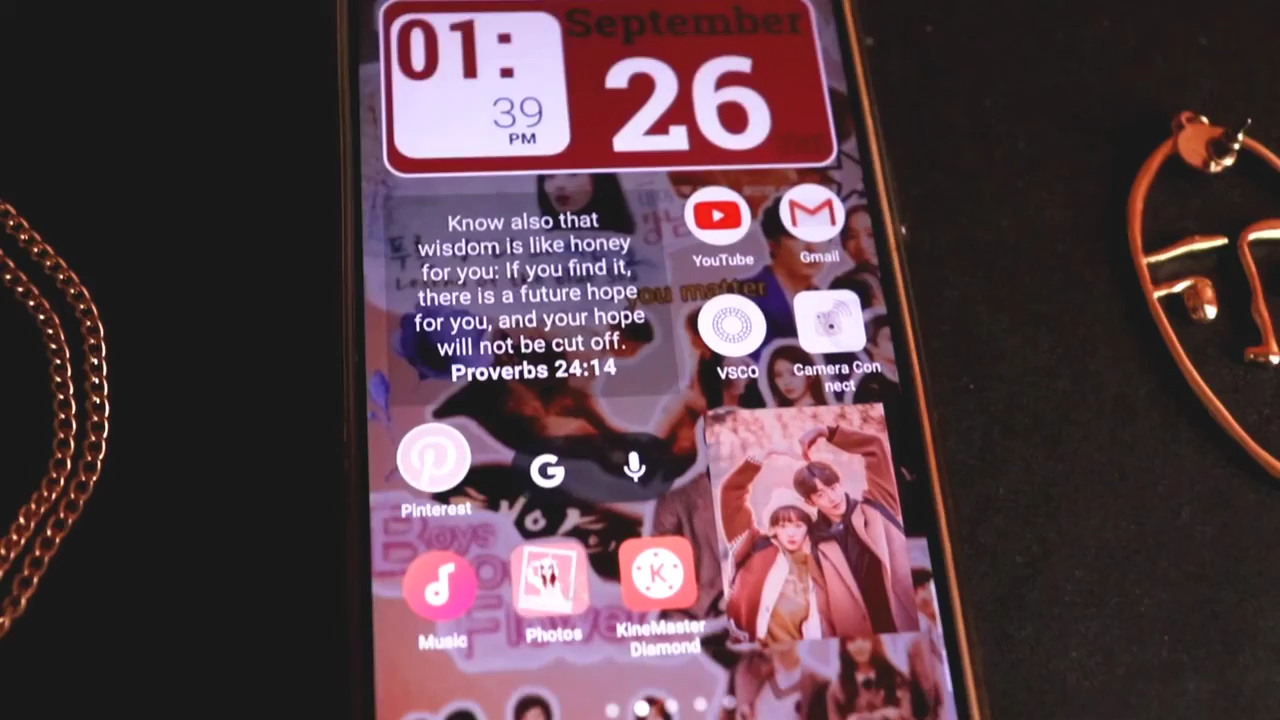 01:
39
PM
September
26
Know also that
wisdom is like honey
for you: If you find it,
there is a future hope
for you, and your hope
will not be cut off.
Proverbs 24:14
you matter
YouTube
Gmail
VSCO
Camera Con
nect
Pinterest
G
Music
Photos
K
KineMaster
Diamond
Boys